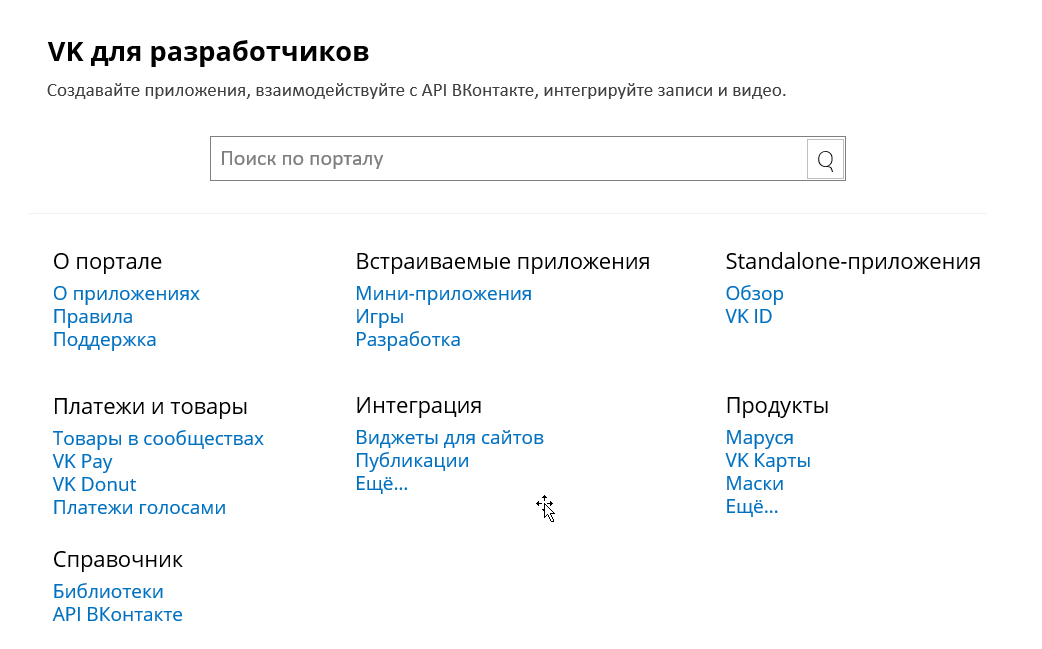 VK для разработчиков
Создавайте приложения, взаимодействуйте с API ВКонтакте, интегрируйте записи и видео.
Поиск по порталу
О портале
О приложениях
Правила
Поддержка
Встраиваемые приложения
Мини-приложения
Игры
Разработка
Standalone-приложения
Обзор
VK ID
Платежи и товары
Товары в сообществах
VK Pay
VK Donut
Платежи голосами
Интеграция
Виджеты для сайтов
Публикации
Ещё...
Продукты
Маруся
VK Карты
Маски
Ещё...
Справочник
Библиотеки
API ВКонтакте